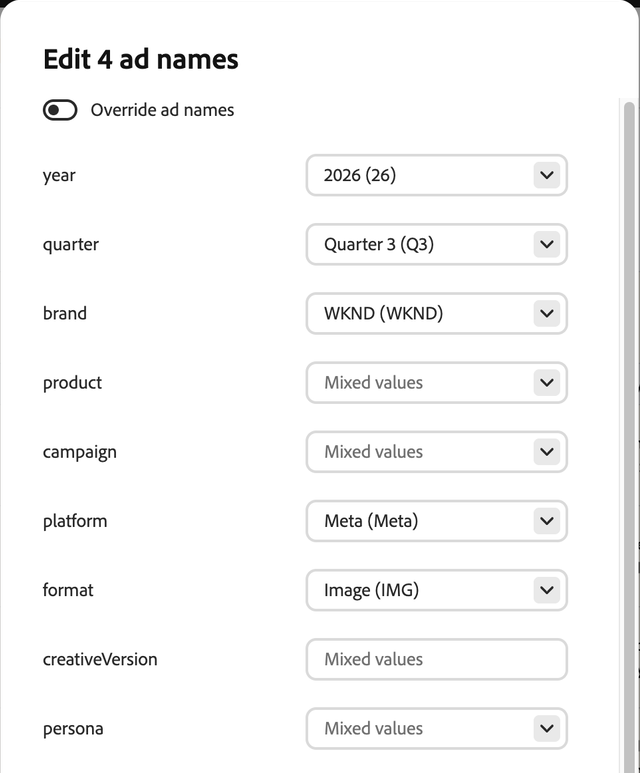 Edit 4 ad names
Override ad names
year 2026 (26)
quarter Quarter 3 (Q3)
brand WKND (WKND)
product Mixed values
campaign Mixed values
platform Meta (Meta)
format Image (IMG)
creativeVersion Mixed values
persona Mixed values